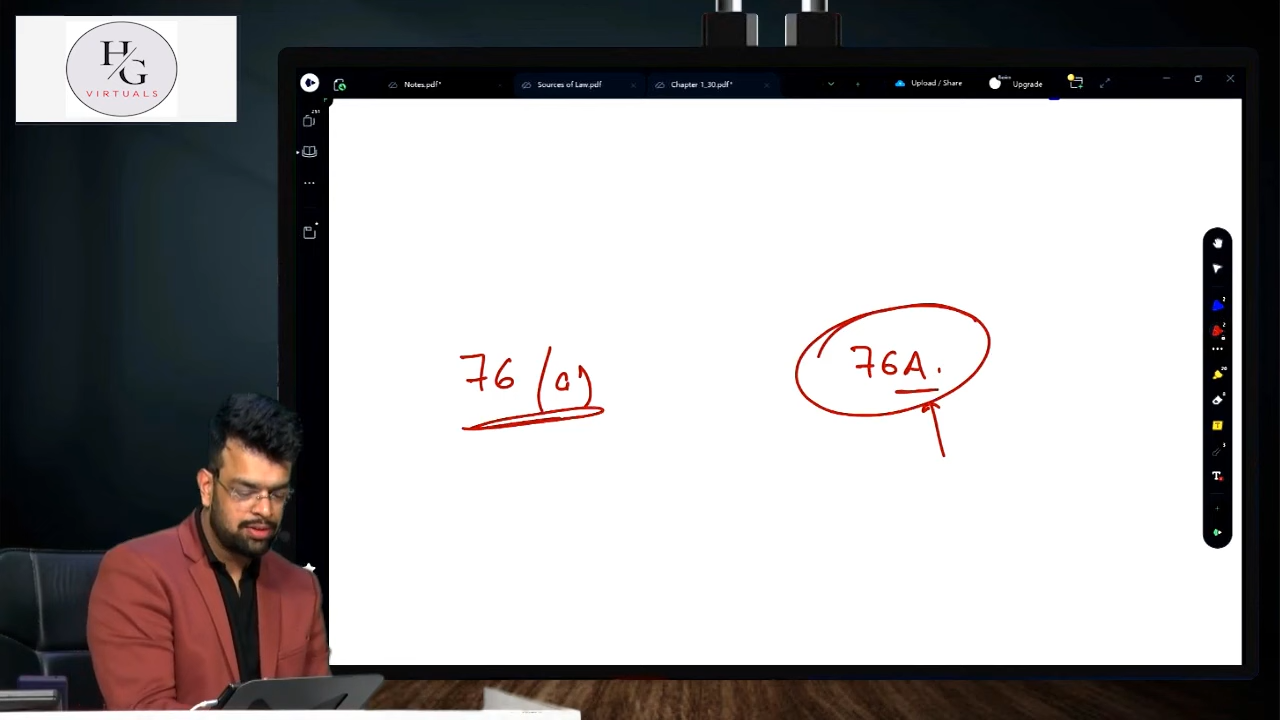 H/G
VIRTUALS
Notes.pdf*
Sources of Law.pdf
Chapter 1_30.pdf*
Upload / Share
Upgrade
76 (a)
76A.